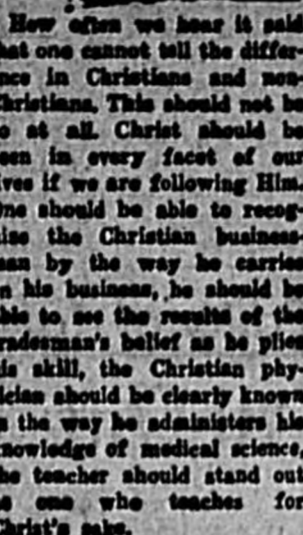 How often we hear it said
hat one cannot tell the differ-
nce in Christians and non-
Christians. This should not be
o at all. Christ should be
een in every facet of our
ives if we are following Him.
One should be able to recog-
ise the Christian business-
man by the way he carries
n his business, he should be
ble to see the results of the
radesman's belief as he plies
is skill, the Christian phy-
ician should be clearly known
n the way he administers his
nowledge of medical science,
he teacher should stand out
s one who teaches for
Christ's sake.